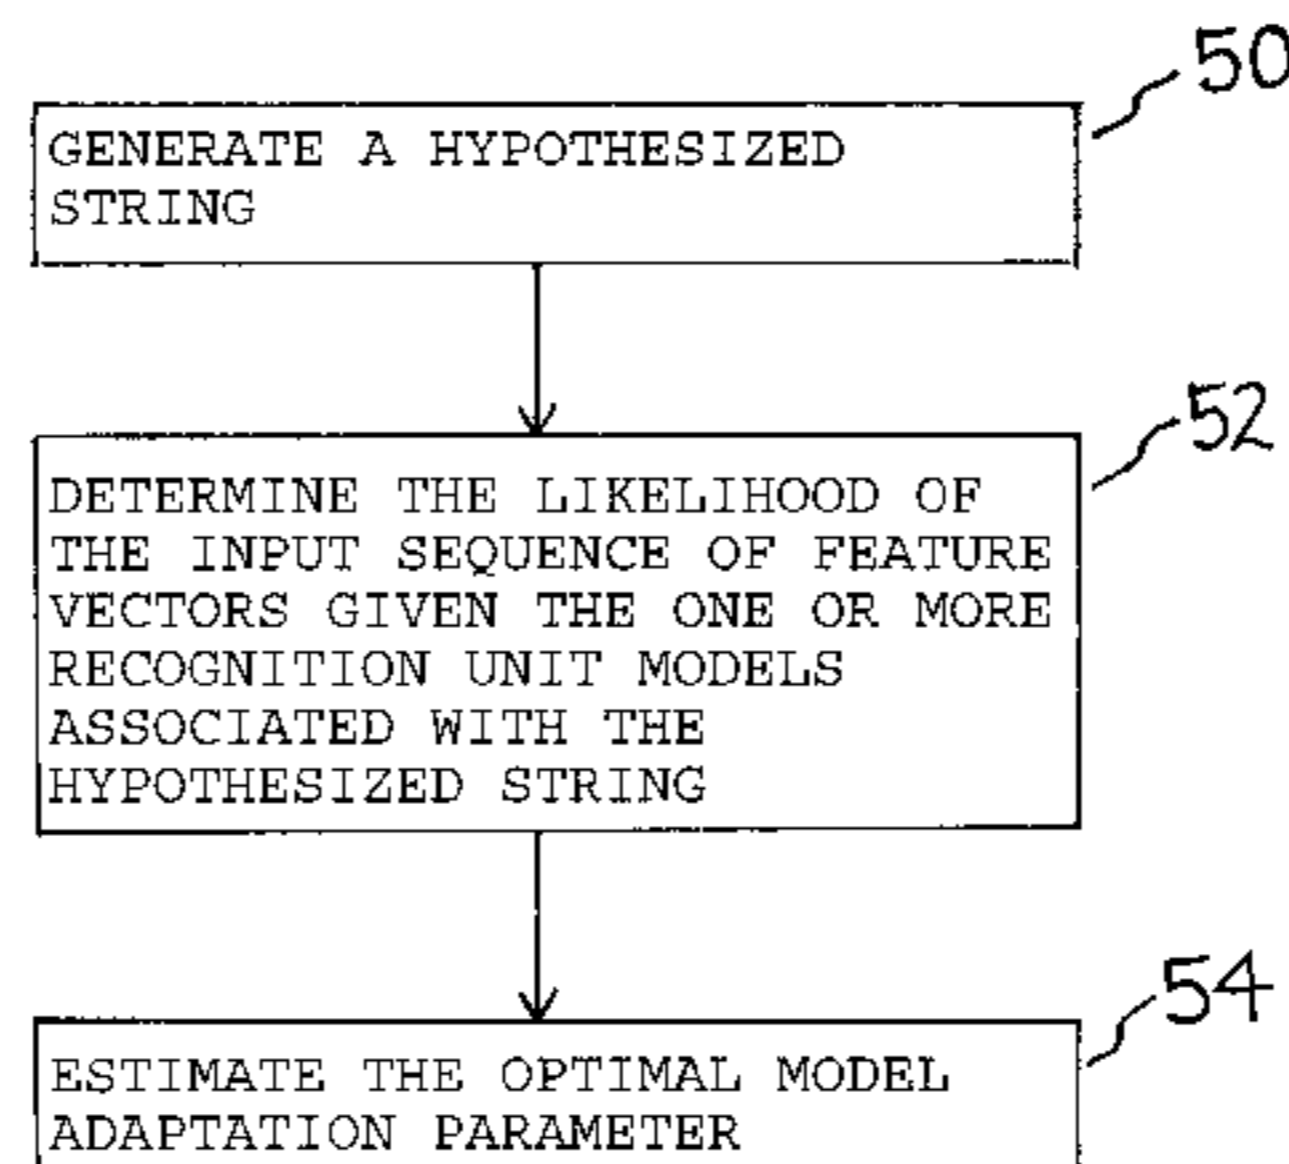 50
GENERATE A HYPOTHESIZED
STRING
52
DETERMINE THE LIKELIHOOD OF
THE INPUT SEQUENCE OF FEATURE
VECTORS GIVEN THE ONE OR MORE
RECOGNITION UNIT MODELS
ASSOCIATED WITH THE
HYPOTHESIZED STRING
54
ESTIMATE THE OPTIMAL MODEL
ADAPTATION PARAMETER